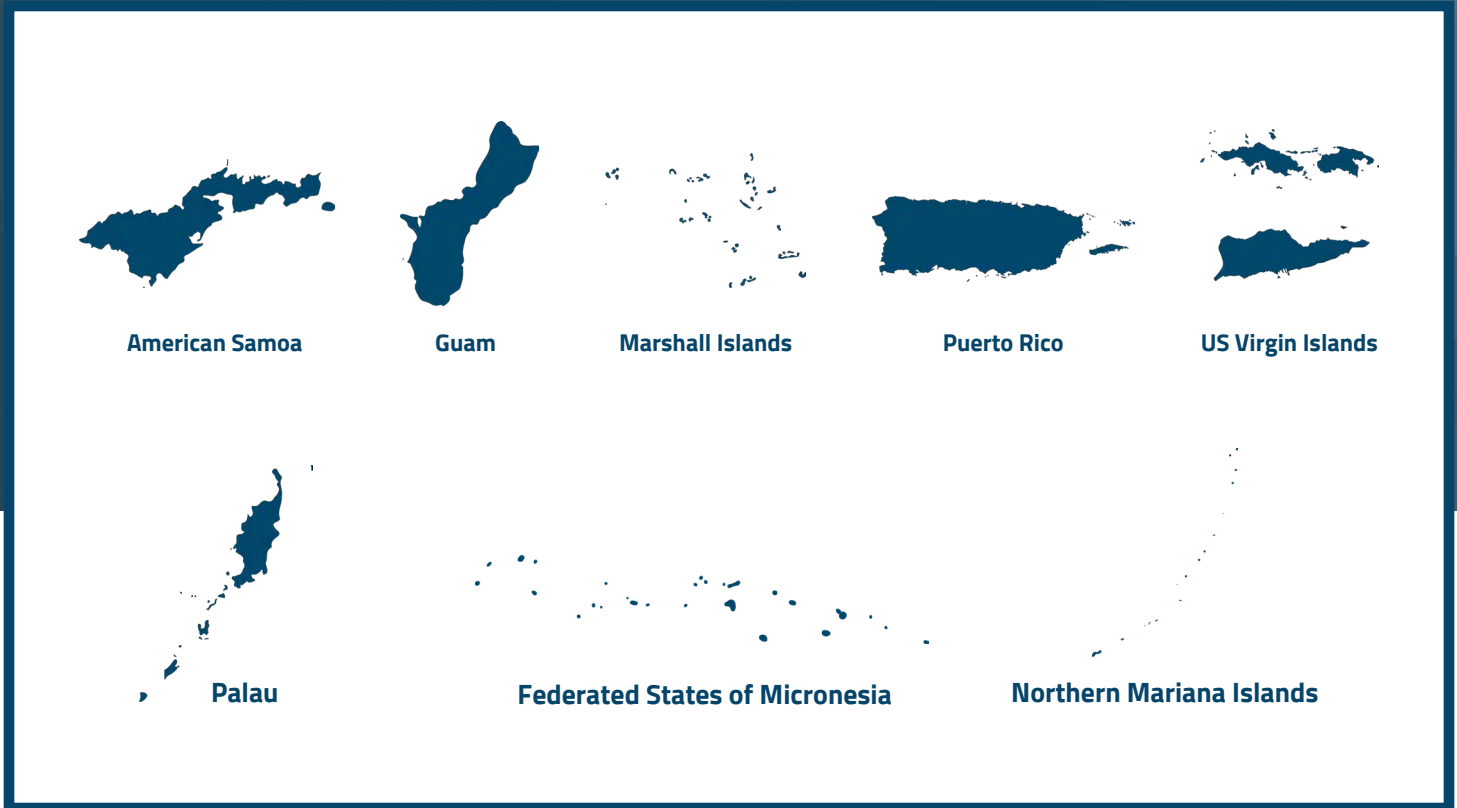 American Samoa
Guam
Marshall Islands
Puerto Rico
US Virgin Islands
Palau
Federated States of Micronesia
Northern Mariana Islands